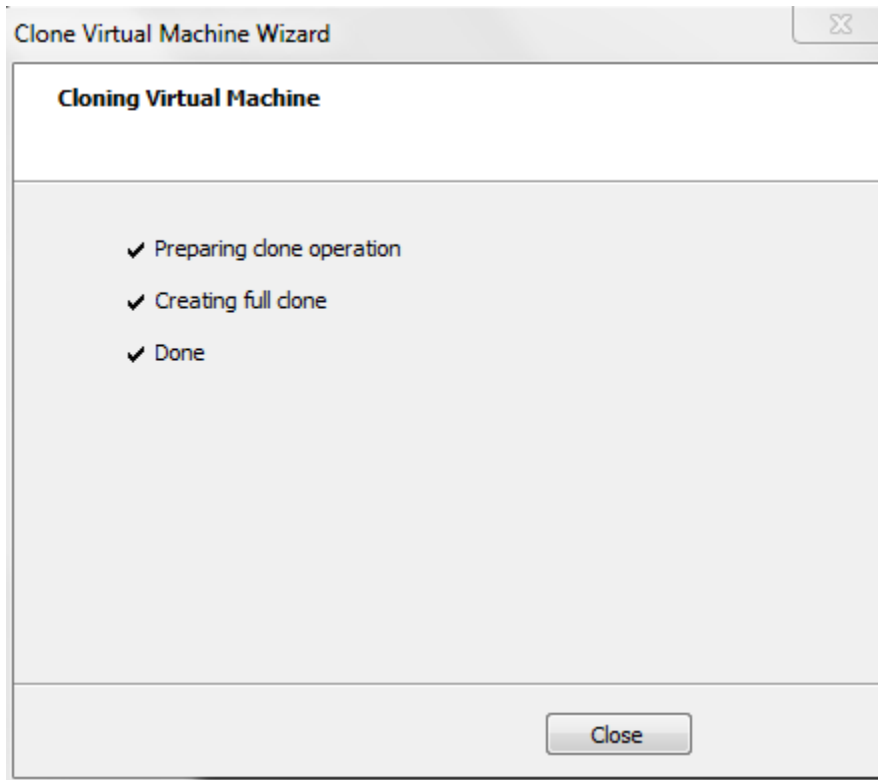 Clone Virtual Machine Wizard
Cloning Virtual Machine
Preparing clone operation
Creating full clone
Done
Close